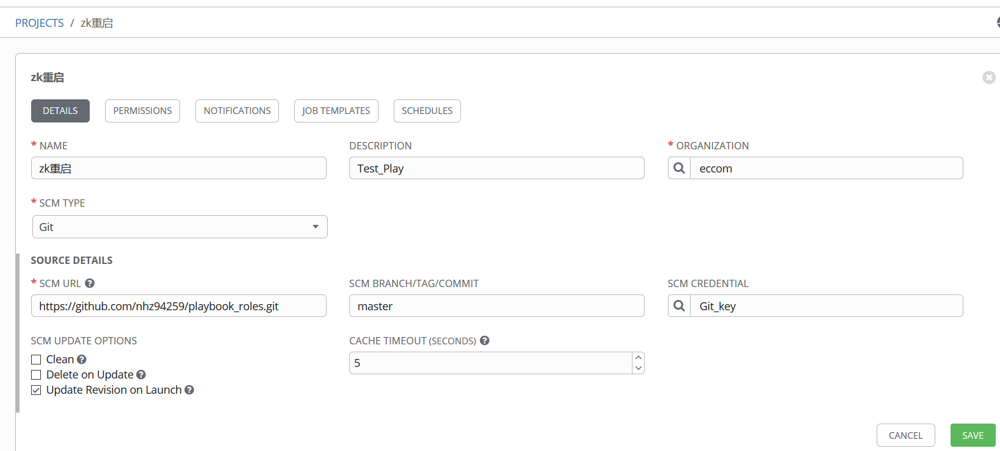 PROJECTS / zk重启
zk重启
DETAILS PERMISSIONS NOTIFICATIONS JOB TEMPLATES SCHEDULES
* NAME DESCRIPTION * ORGANIZATION
zk重启 Test_Play eccom
* SCM TYPE
Git
SOURCE DETAILS
* SCM URL ? SCM BRANCH/TAG/COMMIT SCM CREDENTIAL
https://github.com/nhz94259/playbook_roles.git master Git_key
SCM UPDATE OPTIONS CACHE TIMEOUT (SECONDS) ?
Clean ?
5
Delete on Update ?
Update Revision on Launch ?
CANCEL SAVE